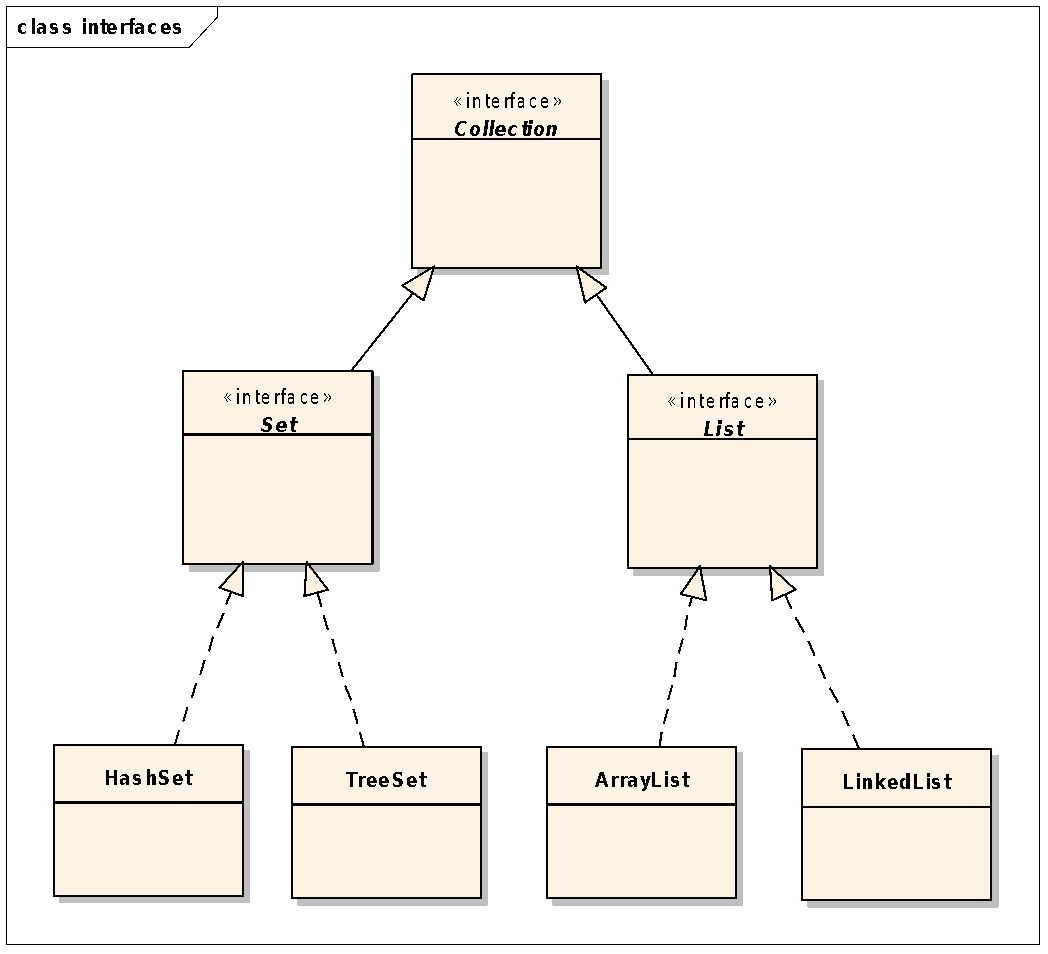 class interfaces
«interface»
Collection
«interface»
Set
«interface»
List
HashSet
TreeSet
ArrayList
LinkedList